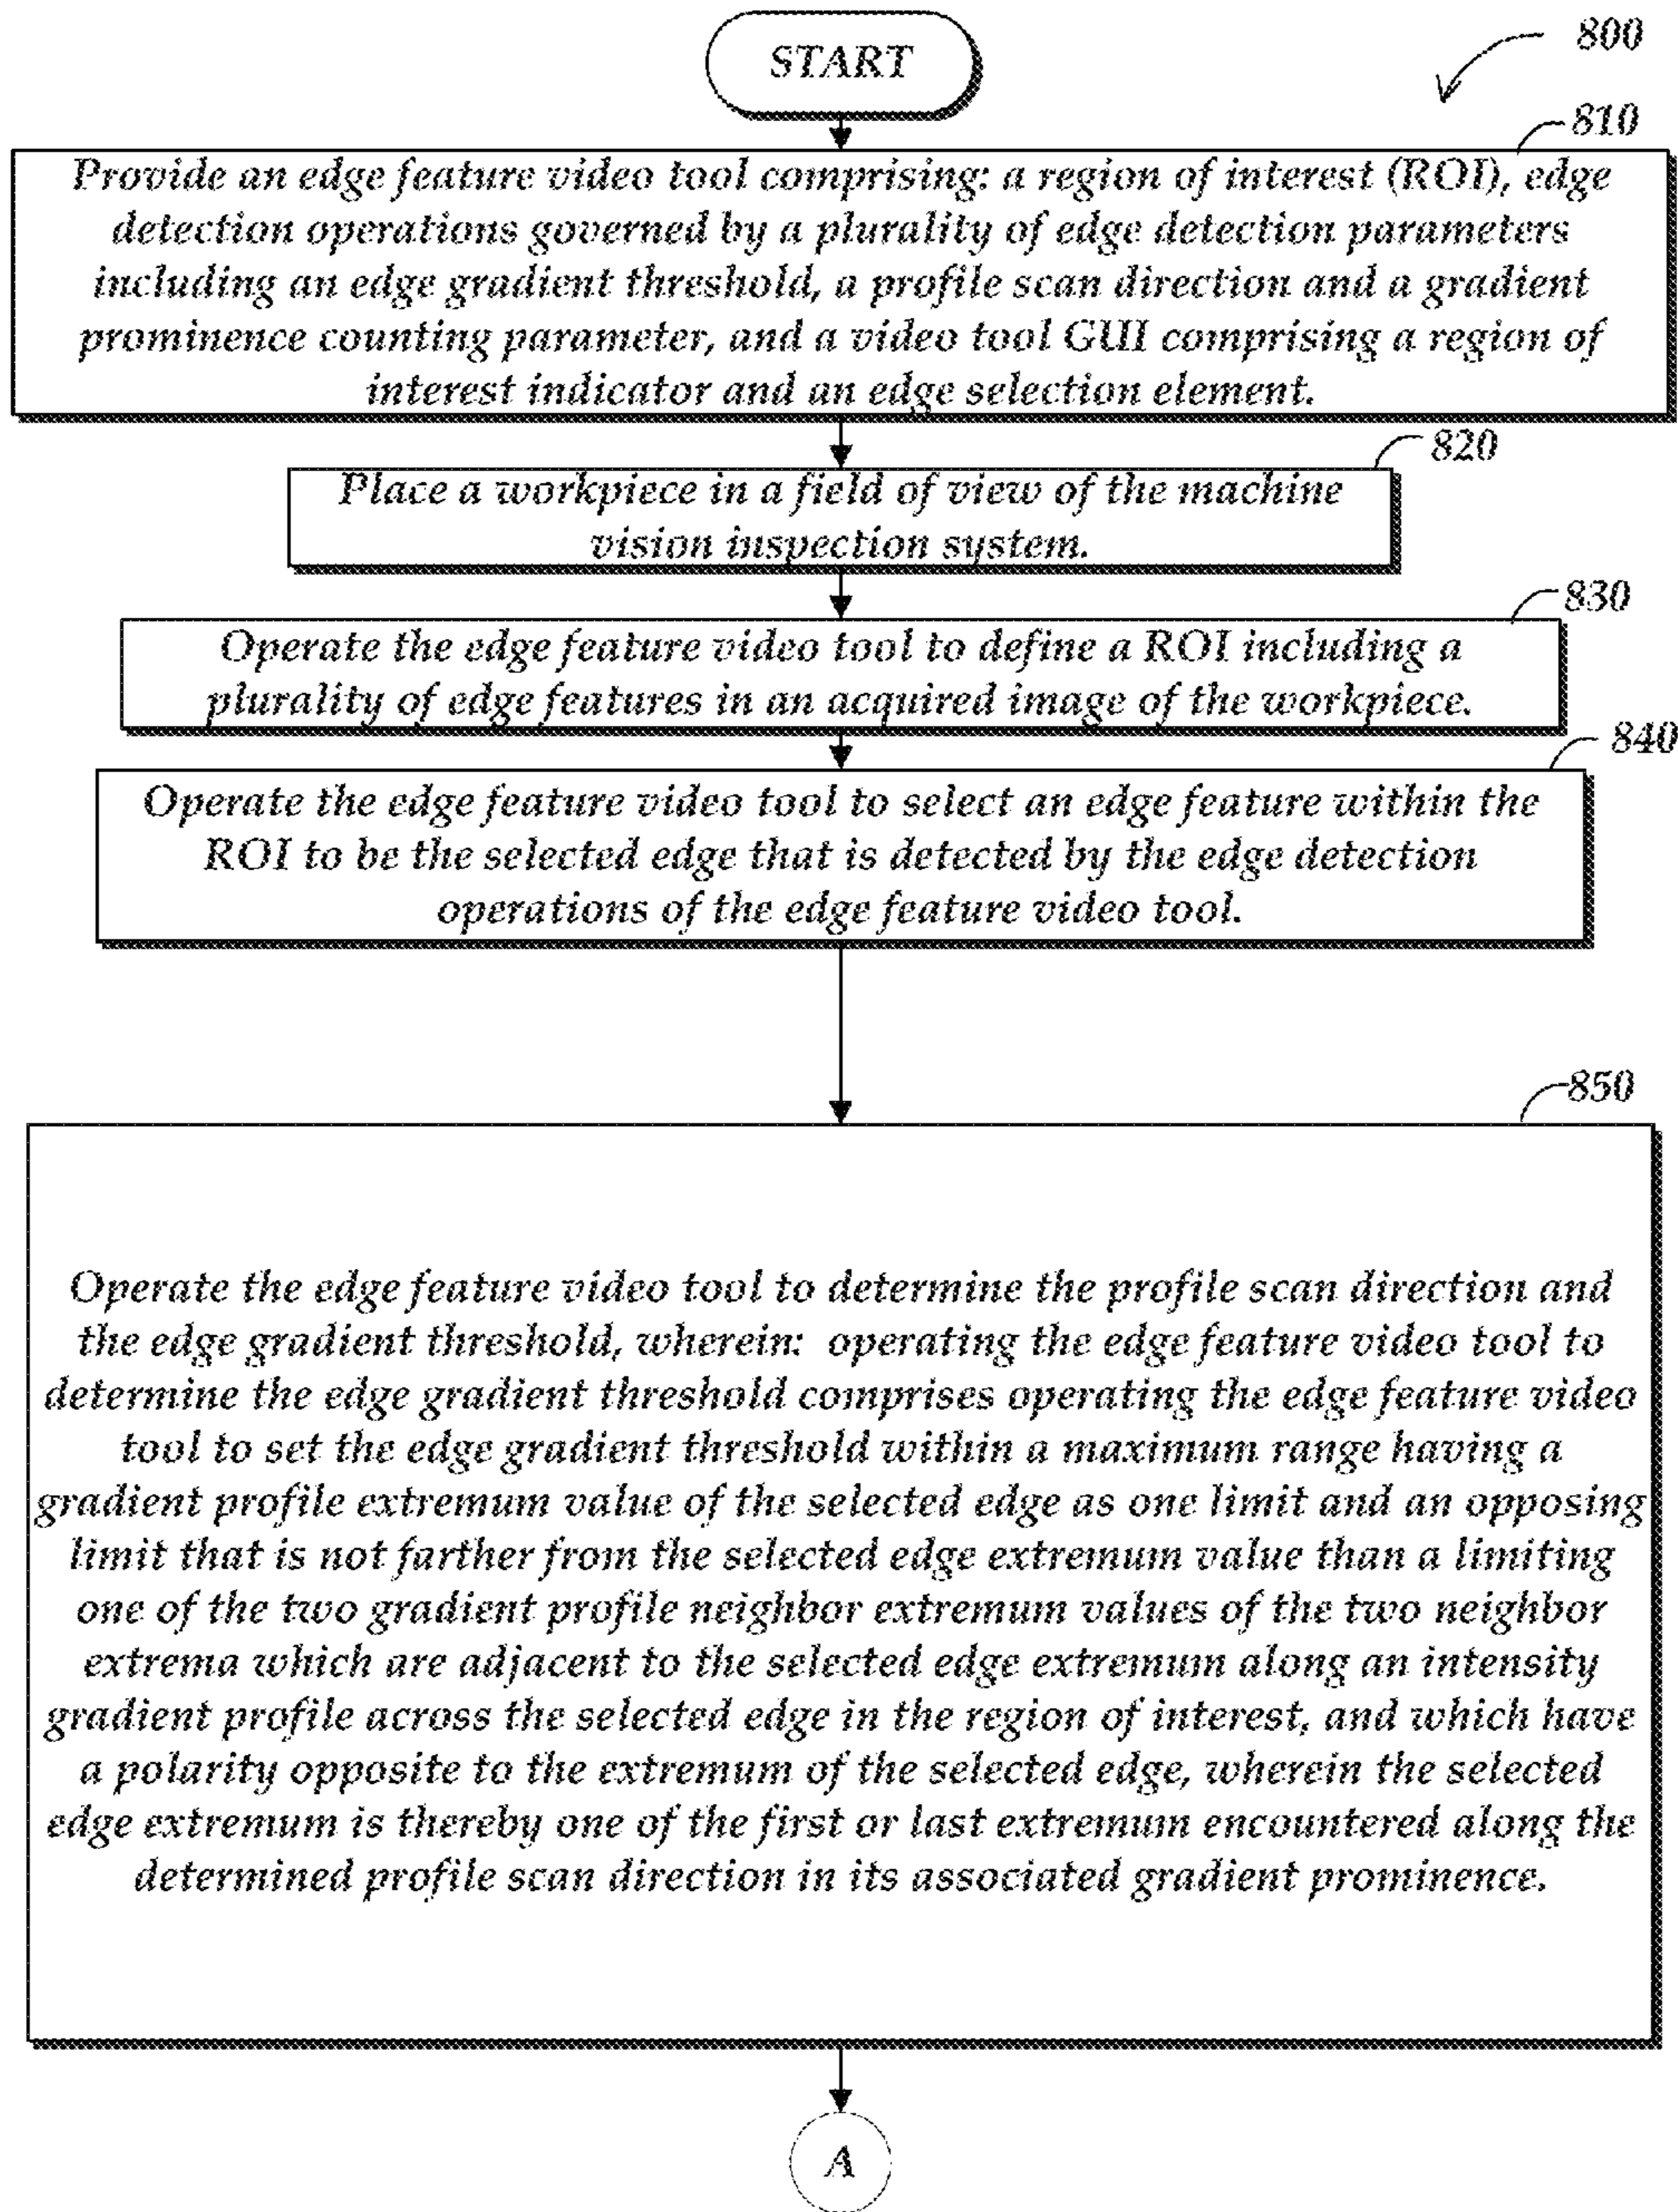 START
800
810
Provide an edge feature video tool comprising: a region of interest (ROI), edge
detection operations governed by a plurality of edge detection parameters
including an edge gradient threshold, a profile scan direction and a gradient
prominence counting parameter, and a video tool GUI comprising a region of
interest indicator and an edge selection element.
820
Place a workpiece in a field of view of the machine
vision inspection system.
830
Operate the edge feature video tool to define a ROI including a
plurality of edge features in an acquired image of the workpiece.
840
Operate the edge feature video tool to select an edge feature within the
ROI to be the selected edge that is detected by the edge detection
operations of the edge feature video tool.
850
Operate the edge feature video tool to determine the profile scan direction and
the edge gradient threshold, wherein: operating the edge feature video tool to
determine the edge gradient threshold comprises operating the edge feature video
tool to set the edge gradient threshold within a maximum range having a
gradient profile extremum value of the selected edge as one limit and an opposing
limit that is not farther from the selected edge extremum value than a limiting
one of the two gradient profile neighbor extremum values of the two neighbor
extrema which are adjacent to the selected edge extremum along an intensity
gradient profile across the selected edge in the region of interest, and which have
a polarity opposite to the extremum of the selected edge, wherein the selected
edge extremum is thereby one of the first or last extremum encountered along the
determined profile scan direction in its associated gradient prominence.
A